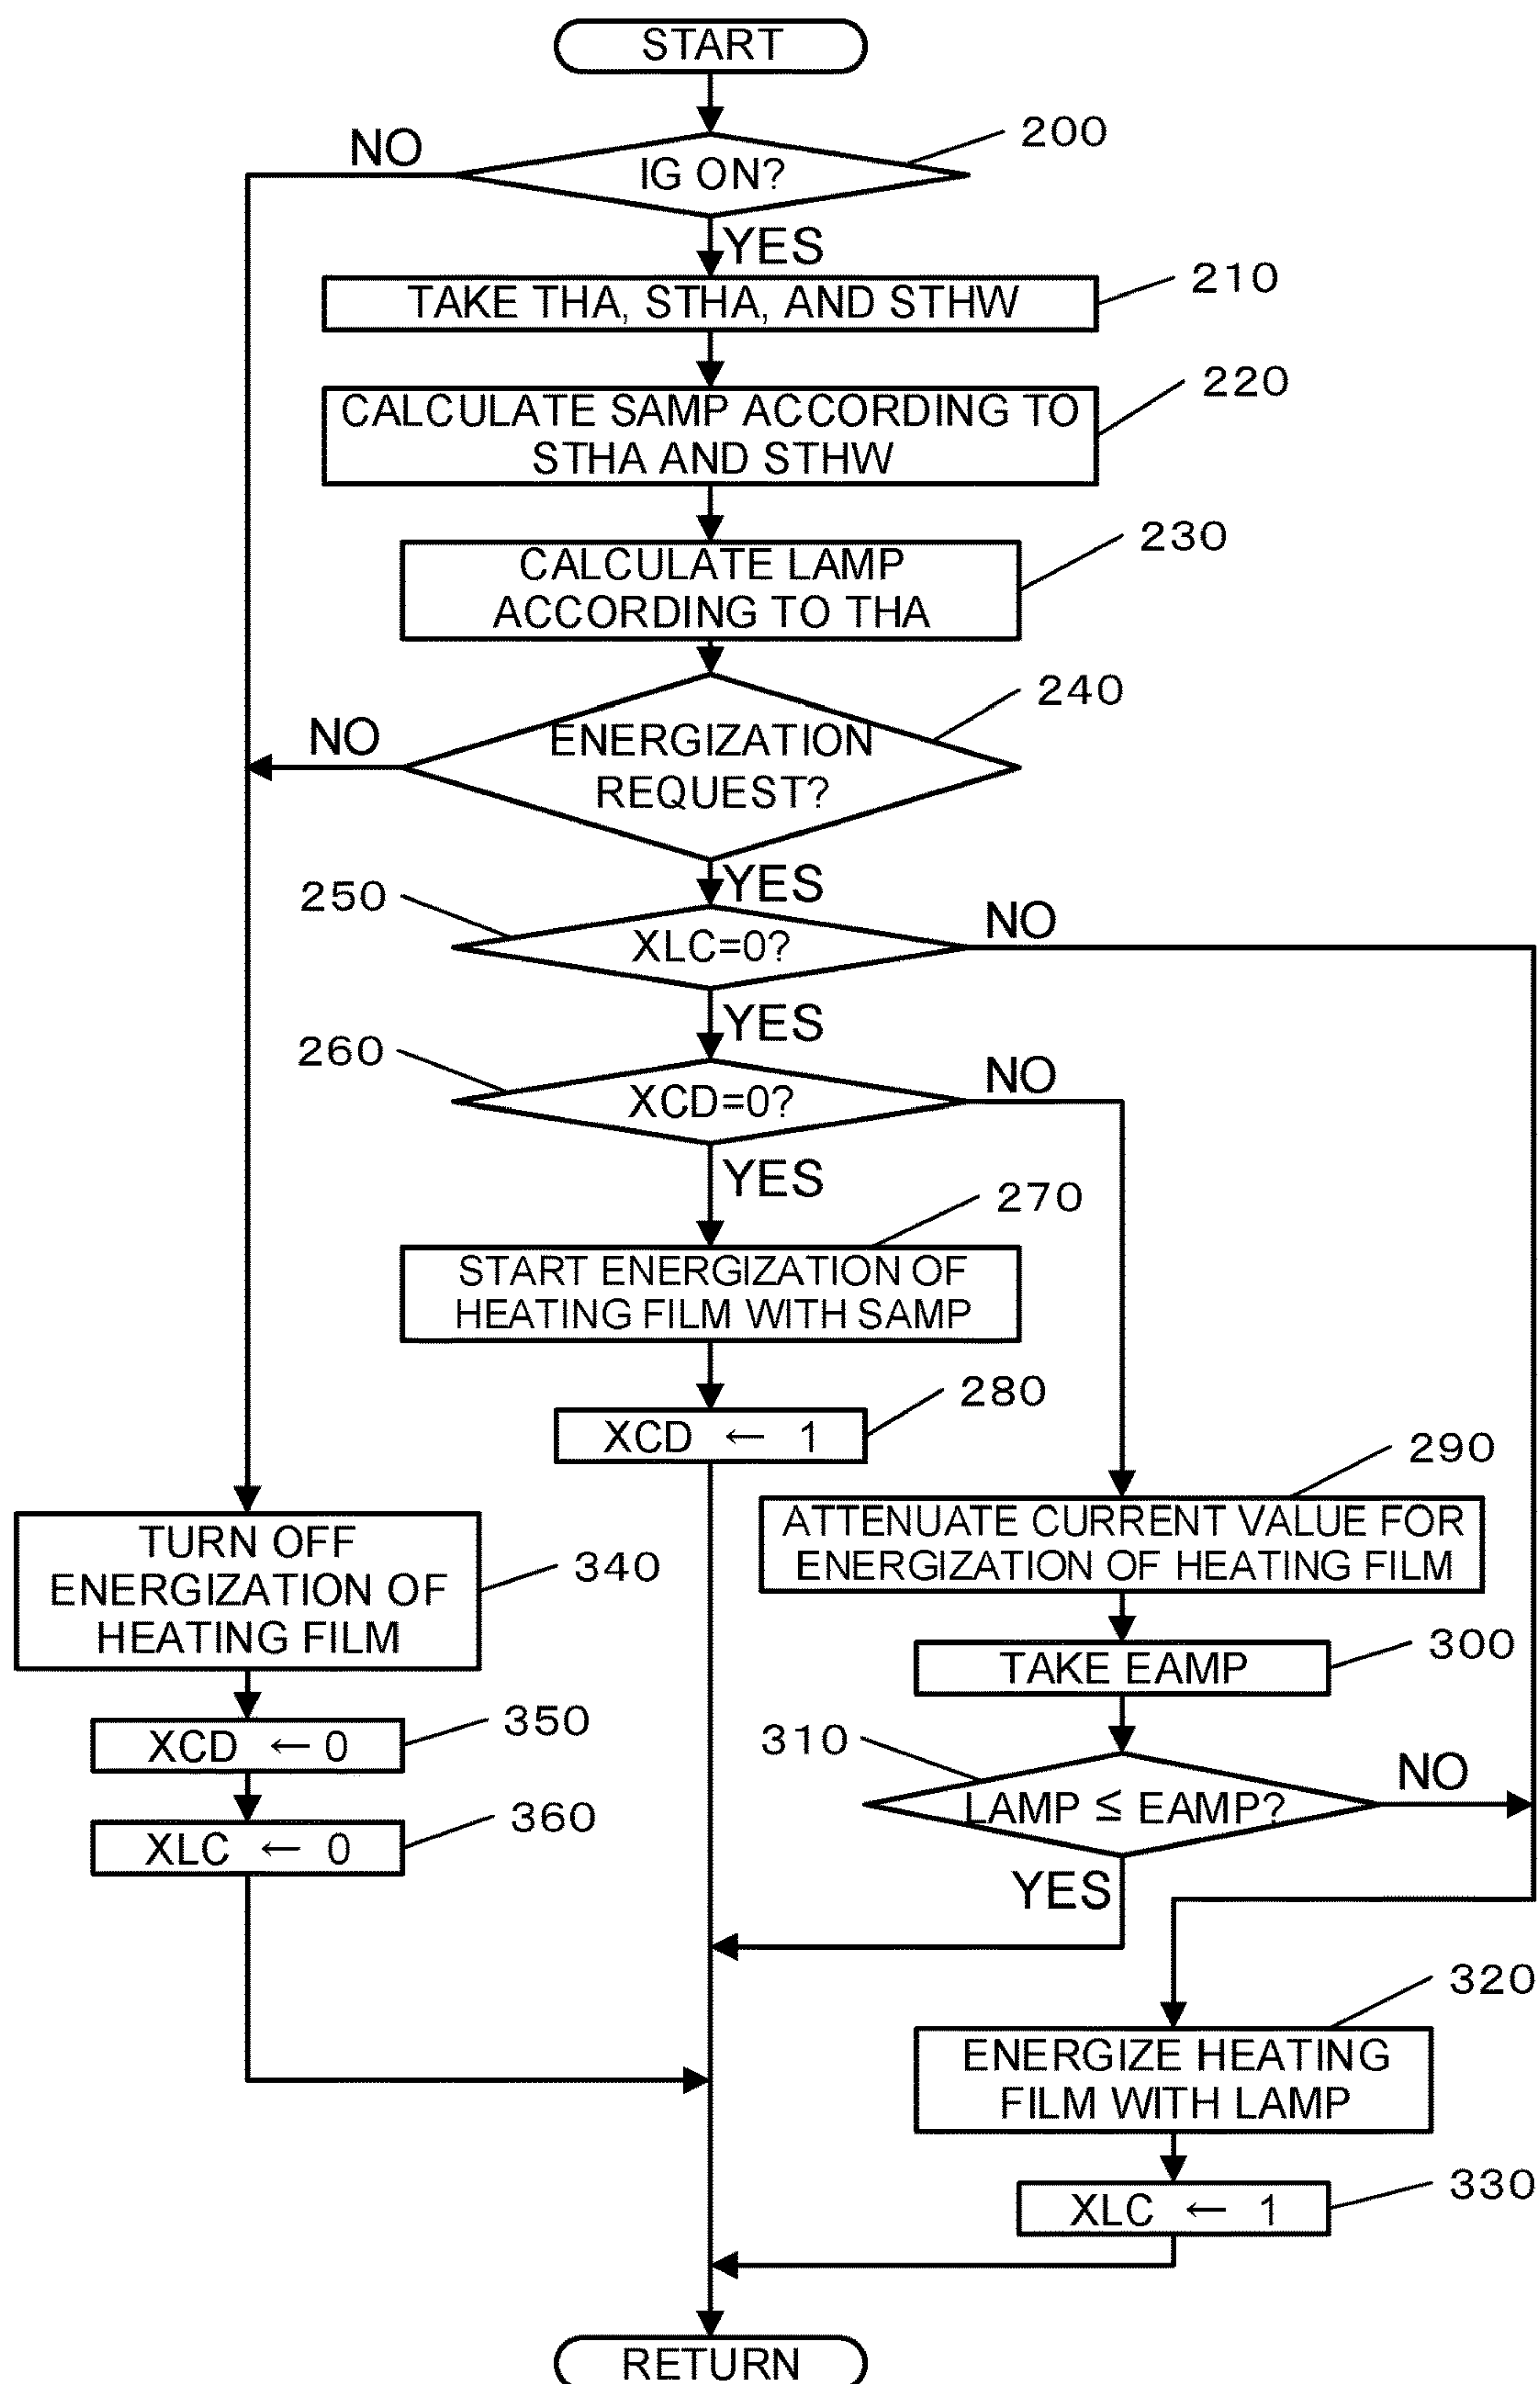 START
NO
200
IG ON?
YES
210
TAKE THA, STHA, AND STHW
220
CALCULATE SAMP ACCORDING TO
STHA AND STHW
230
CALCULATE LAMP
ACCORDING TO THA
240
NO
ENERGIZATION
REQUEST?
YES
250
NO
XLC=0?
YES
260
NO
XCD=0?
YES
270
START ENERGIZATION OF
HEATING FILM WITH SAMP
280
XCD ← 1
290
ATTENUATE CURRENT VALUE FOR
ENERGIZATION OF HEATING FILM
TURN OFF
ENERGIZATION OF
HEATING FILM
340
300
TAKE EAMP
350
XCD ← 0
310
NO
LAMP ≤ EAMP?
360
XLC ← 0
YES
320
ENERGIZE HEATING
FILM WITH LAMP
330
XLC ← 1
RETURN